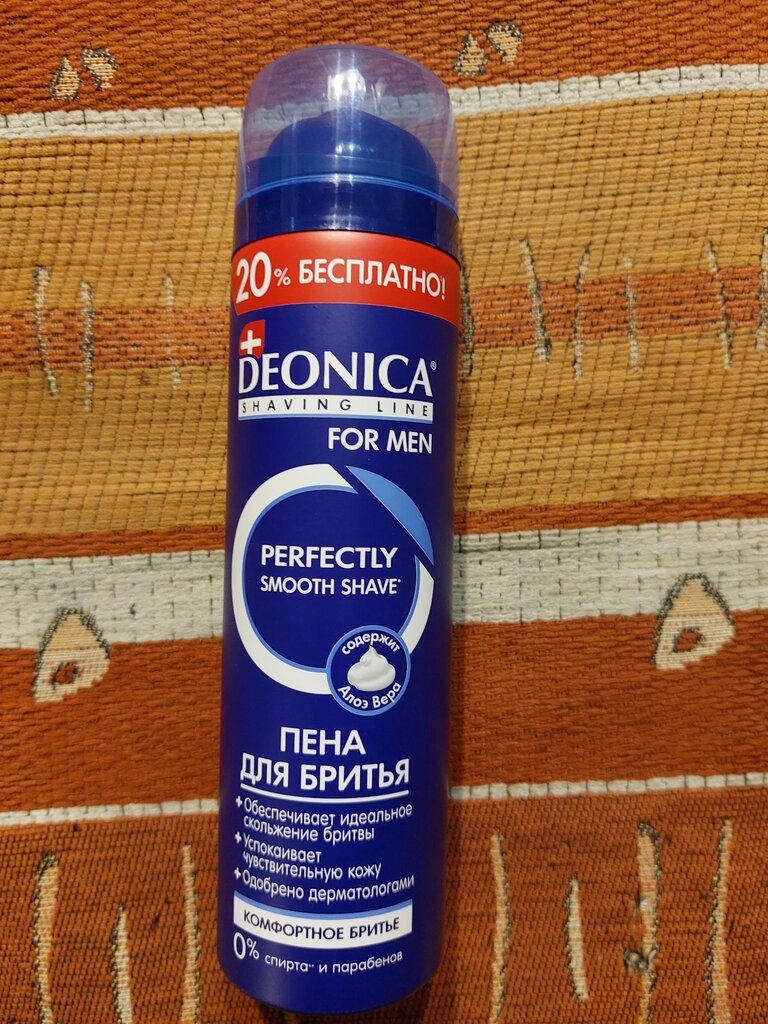 20% БЕСПЛАТНО!
DEONICA®
SHAVING LINE
FOR MEN
PERFECTLY
SMOOTH SHAVE*
содержит
Алоэ Вера
ПЕНА
ДЛЯ БРИТЬЯ
+ Обеспечивает идеальное
скольжение бритвы
+ Успокаивает
чувствительную кожу
+ Одобрено дерматологами
КОМФОРТНОЕ БРИТЬЕ
0% спирта** и парабенов